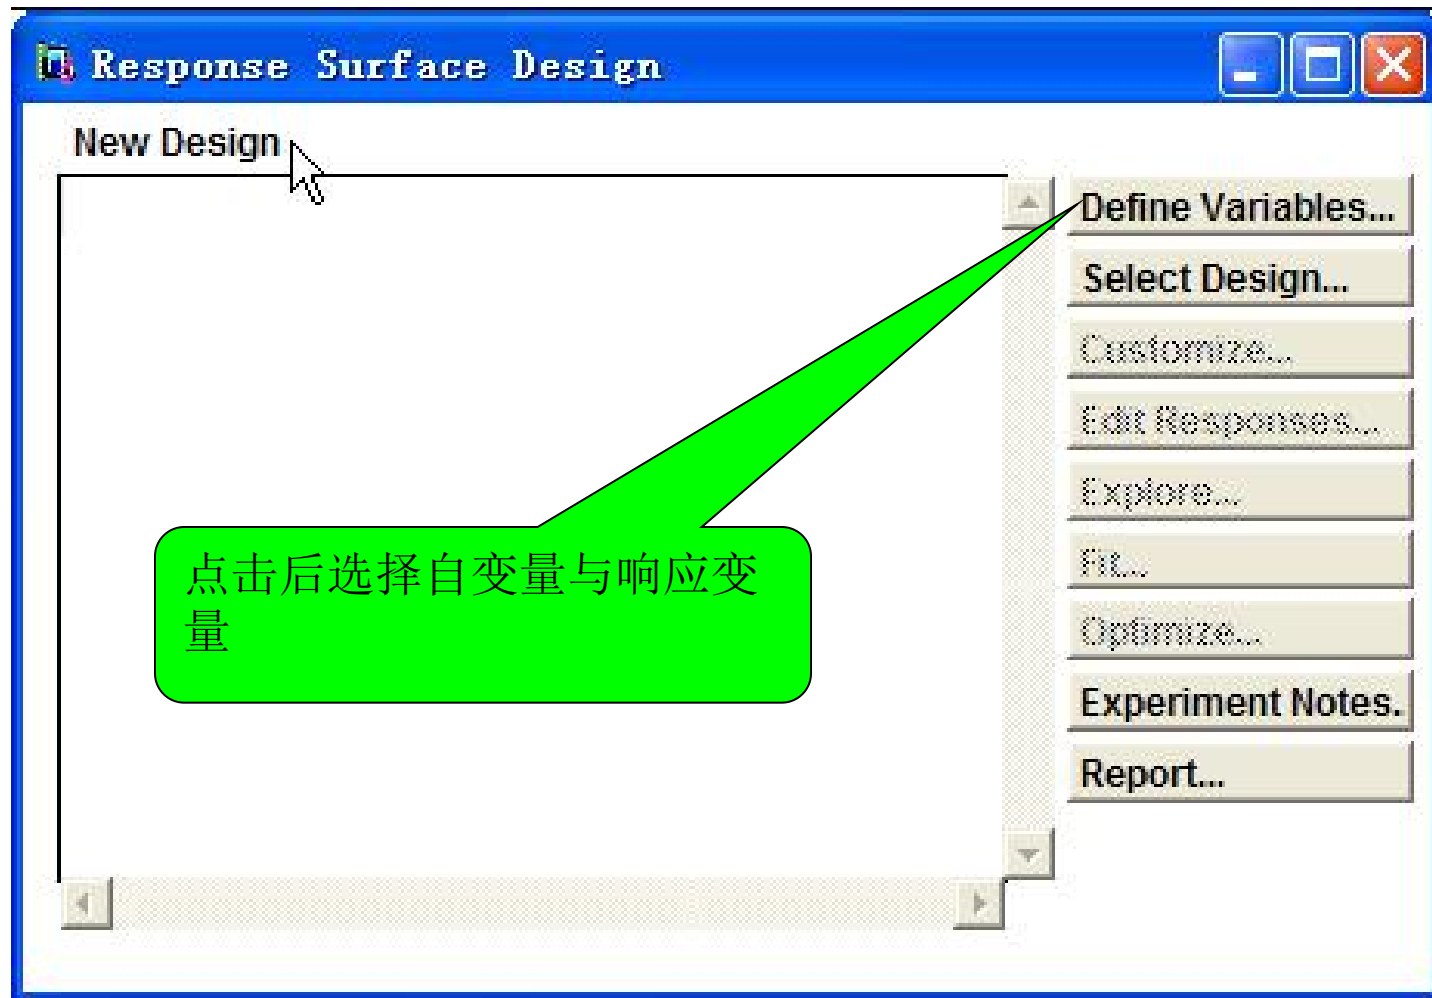 Response Surface Design
New Design
Define Variables...
Select Design...
Customize...
Edit Responses...
Explore...
Fit...
Optimize...
Experiment Notes.
Report...
点击后选择自变量与响应变
量